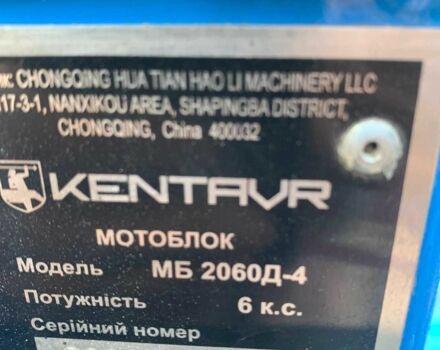 к: CHONGQING HUA TIAN HAO LI MACHINERY LLC
17-3-1, NANXIKOU AREA, SHAPINGBA DISTRICT,
CHONGQING, China 400032
KENTAVR
МОТОБЛОК
Модель МБ 2060Д-4
Потужність 6 к.с.
Серійний номер